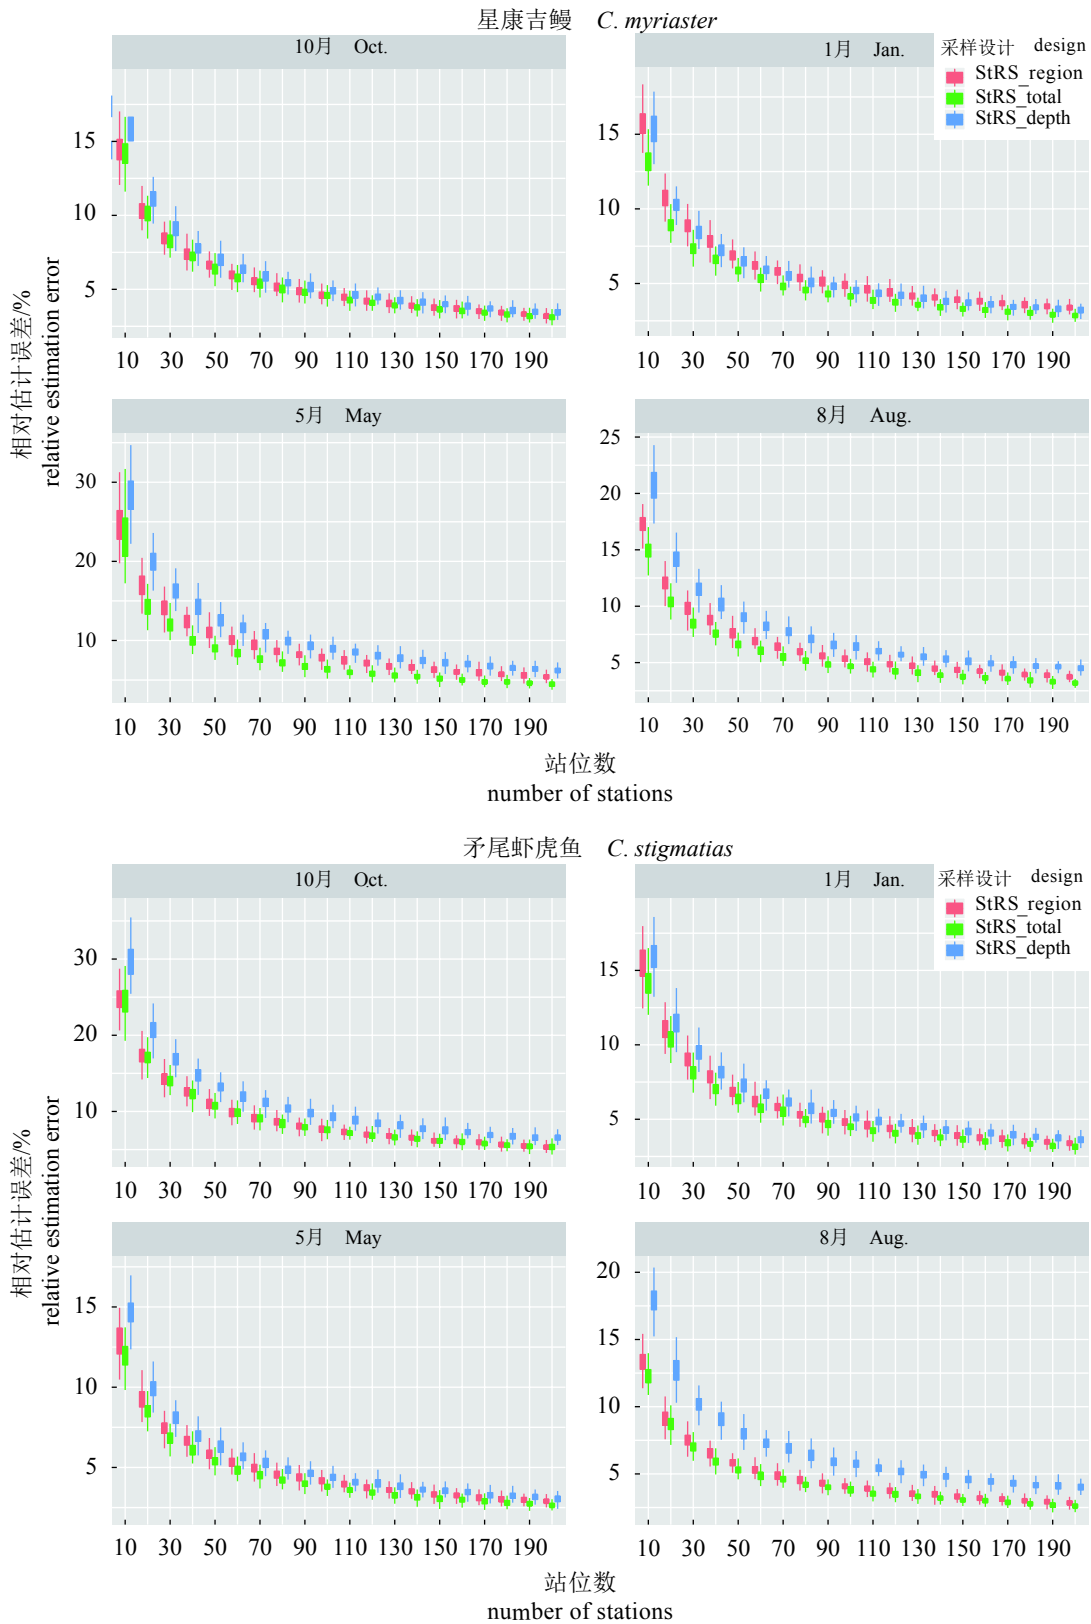 星康吉鳗 C. myriaster
10月 Oct.
1月 Jan.
采样设计 design
StRS_region
StRS_total
StRS_depth
15
10
5
15
10
5
10 30 50 70 90 110 130 150 170 190
10 30 50 70 90 110 130 150 170 190
相对估计误差/%
relative estimation error
5月 May
8月 Aug.
30
20
10
25
20
15
10
5
10 30 50 70 90 110 130 150 170 190
10 30 50 70 90 110 130 150 170 190
站位数
number of stations
矛尾虾虎鱼 C. stigmatias
10月 Oct.
1月 Jan.
采样设计 design
StRS_region
StRS_total
StRS_depth
30
20
10
15
10
5
10 30 50 70 90 110 130 150 170 190
10 30 50 70 90 110 130 150 170 190
相对估计误差/%
relative estimation error
5月 May
8月 Aug.
15
10
5
20
15
10
5
10 30 50 70 90 110 130 150 170 190
10 30 50 70 90 110 130 150 170 190
站位数
number of stations